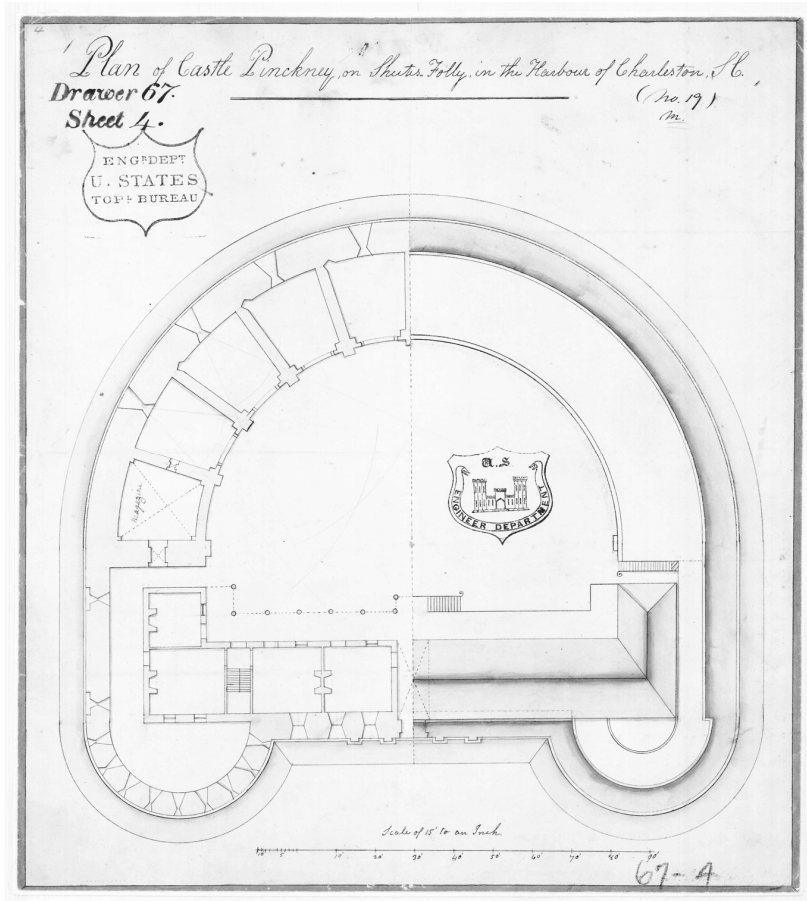 4
Plan of Castle Pinckney, on Shutes Folly, in the Harbour of Charleston, S C.
Drawer 67.
Sheet 4.
(No. 19)
m.
ENGR DEPT
U. STATES
TOPL BUREAU
U.S
ENGINEER DEPARTMENT
Magazine
Scale of 15' to an Inch
10 5 10 20 30 40 50 60 70 80 90
67-4